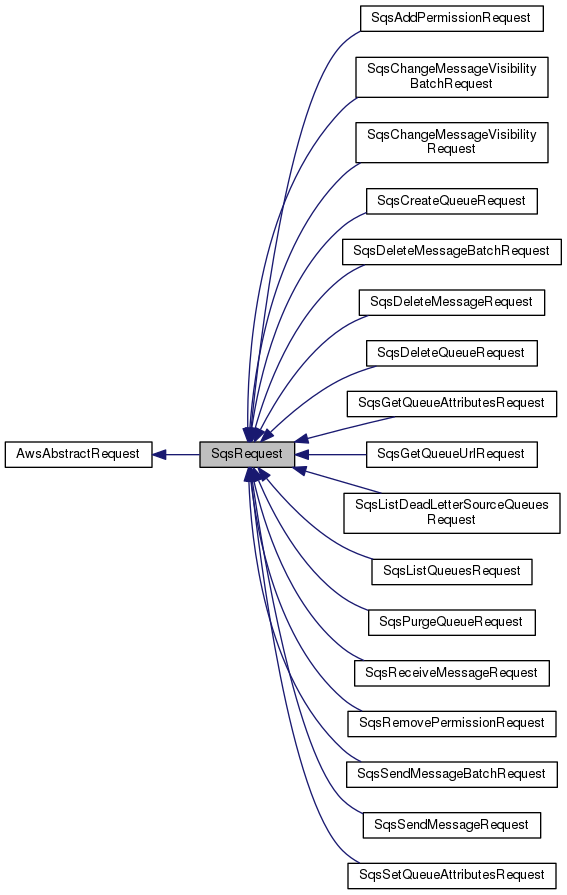 SqsAddPermissionRequest
SqsChangeMessageVisibility
BatchRequest
SqsChangeMessageVisibility
Request
SqsCreateQueueRequest
SqsDeleteMessageBatchRequest
SqsDeleteMessageRequest
SqsDeleteQueueRequest
SqsGetQueueAttributesRequest
AwsAbstractRequest
SqsRequest
SqsGetQueueUrlRequest
SqsListDeadLetterSourceQueues
Request
SqsListQueuesRequest
SqsPurgeQueueRequest
SqsReceiveMessageRequest
SqsRemovePermissionRequest
SqsSendMessageBatchRequest
SqsSendMessageRequest
SqsSetQueueAttributesRequest